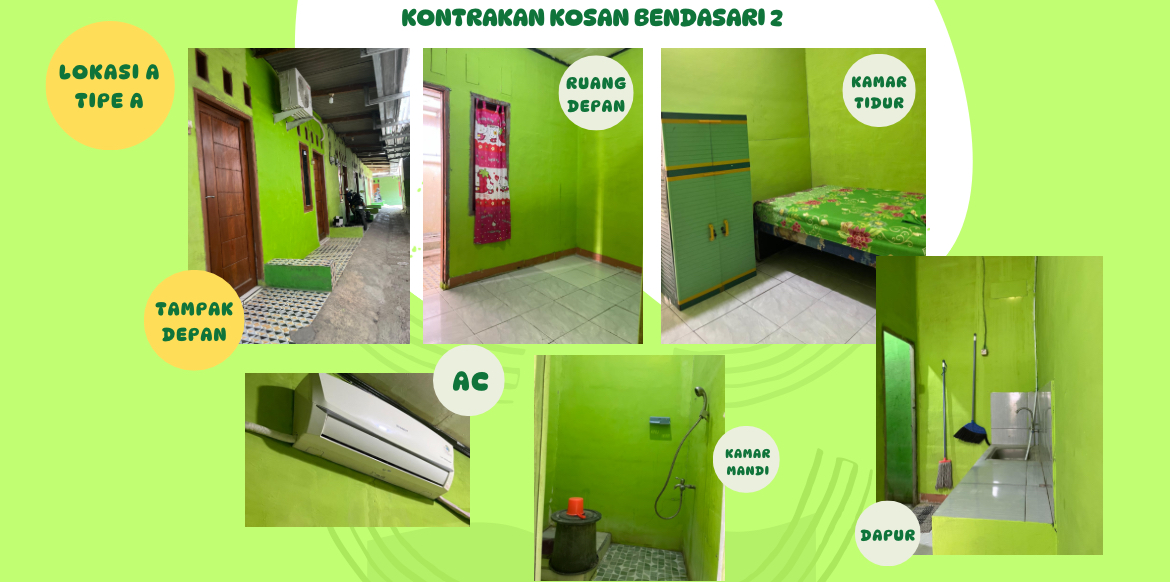 KONTRAKAN KOSAN BENDASARI 2
LOKASI A
TIPE A
RUANG
DEPAN
KAMAR
TIDUR
TAMPAK
DEPAN
AC
KAMAR
MANDI
DAPUR